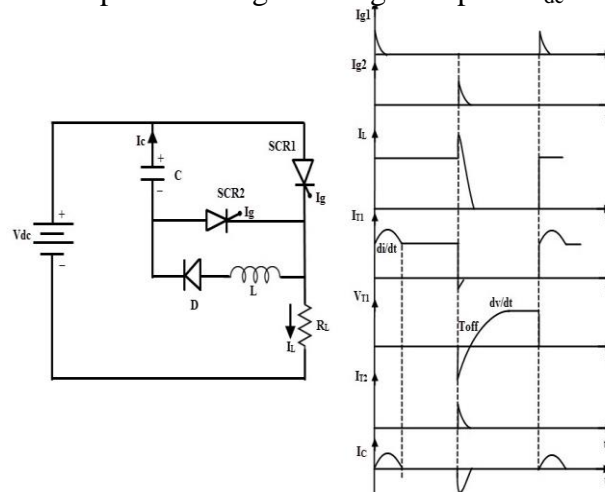 dc
Ig1
Ig2
IL
IT1
di/dt
VT1
dv/dt
Toff
IT2
IC
Ic
+
C
-
SCR1
Ig
SCR2
Ig
+
Vdc
-
D
L
RL
IL